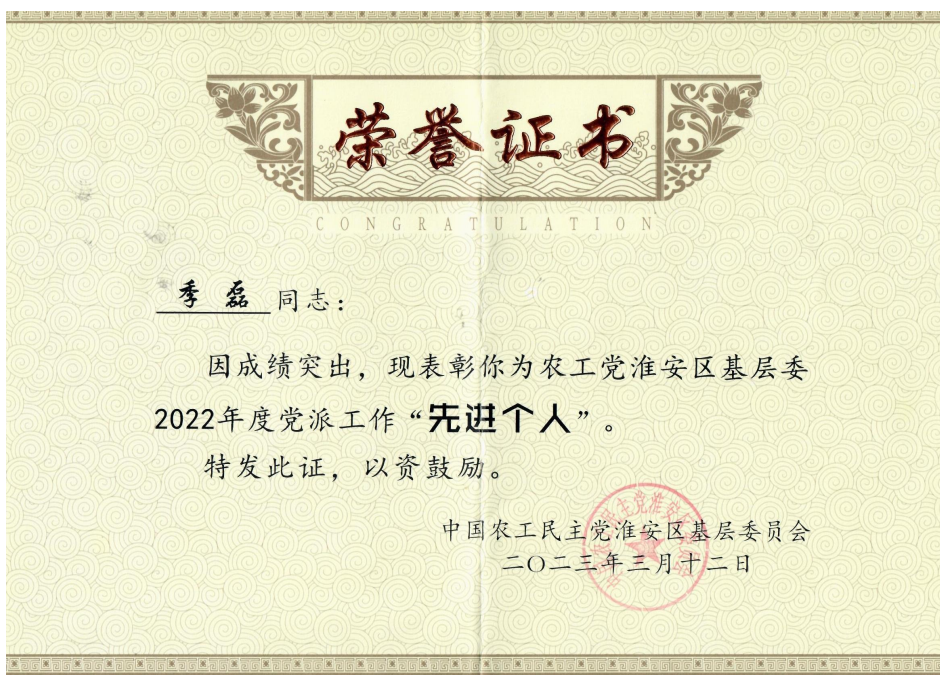 荣誉证书
CONGRATULATION
季磊 同志：
因成绩突出，现表彰你为农工党淮安区基层委
2022年度党派工作“先进个人”。
特发此证，以资鼓励。
中国农工民主党淮安区基层委员会
二〇二三年三月十二日